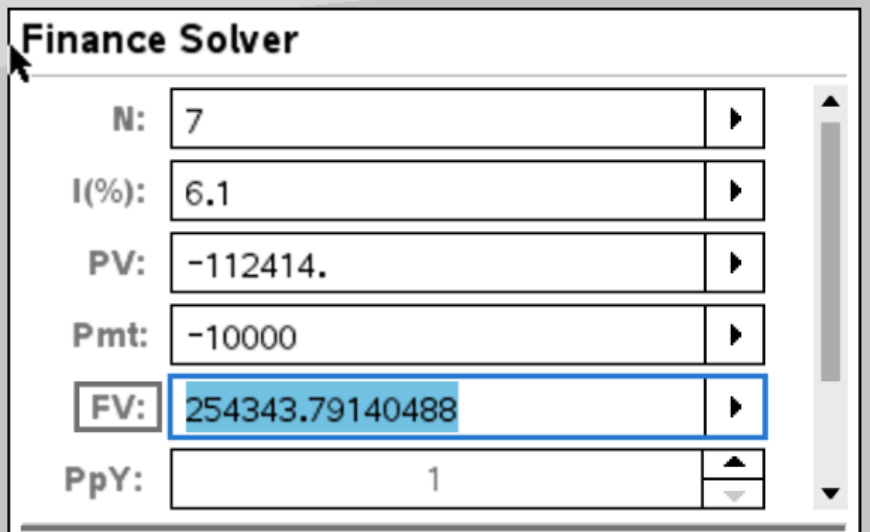 Finance Solver
N: 7
I(%): 6.1
PV: -112414.
Pmt: -10000
FV: 254343.79140488
PpY: 1